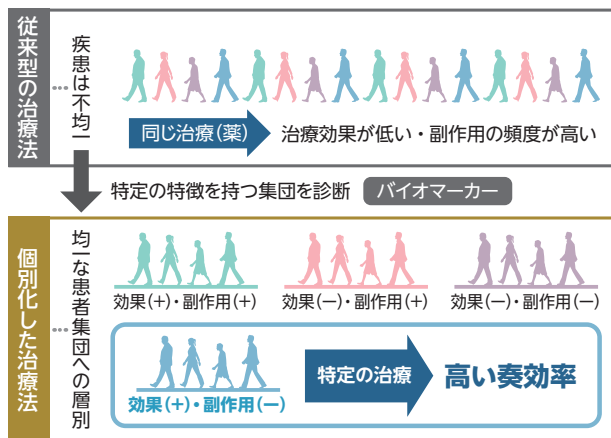 従来型の治療法
疾患は不均一
同じ治療(薬)
治療効果が低い・副作用の頻度が高い
特定の特徴を持つ集団を診断
バイオマーカー
個別化した治療法
均一な患者集団への層別
効果(+)・副作用(+)
効果(−)・副作用(+)
効果(−)・副作用(−)
効果(+)・副作用(−)
特定の治療
高い奏効率